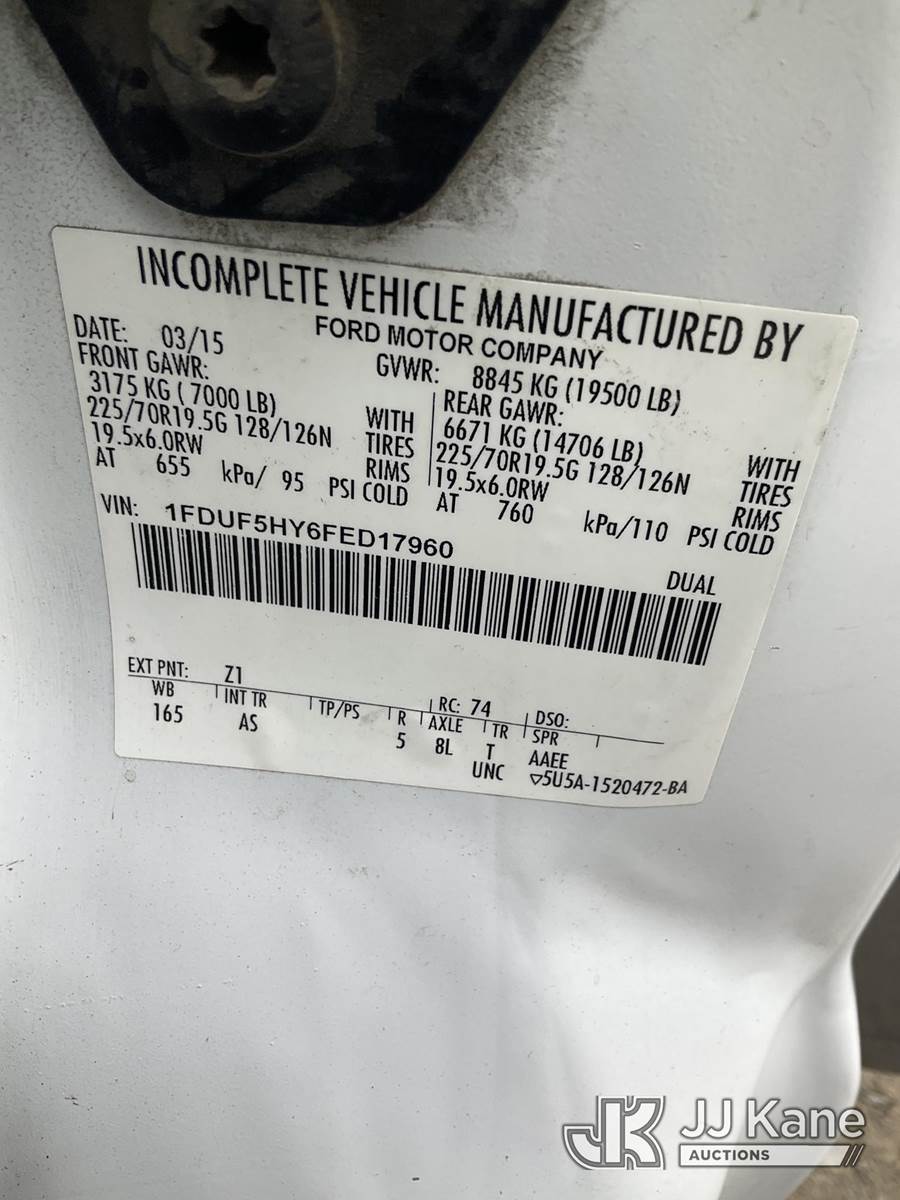 INCOMPLETE VEHICLE MANUFACTURED BY
FORD MOTOR COMPANY
DATE: 03/15
GVWR: 8845 KG (19500 LB)
FRONT GAWR:
3175 KG ( 7000 LB) WITH
225/70R19.5G 128/126N TIRES
19.5x6.0RW RIMS
AT 655 kPa/ 95 PSI COLD
REAR GAWR:
6671 KG (14706 LB) WITH
225/70R19.5G 128/126N TIRES
19.5x6.0RW RIMS
AT 760 kPa/110 PSI COLD
VIN: 1FDUF5HY6FED17960
DUAL
EXT PNT: Z1 RC: 74 DSO:
WB INT TR TP/PS R AXLE TR SPR
165 AS 5 8L T AAEE
UNC ▽5U5A-1520472-BA
JK JJ Kane
AUCTIONS